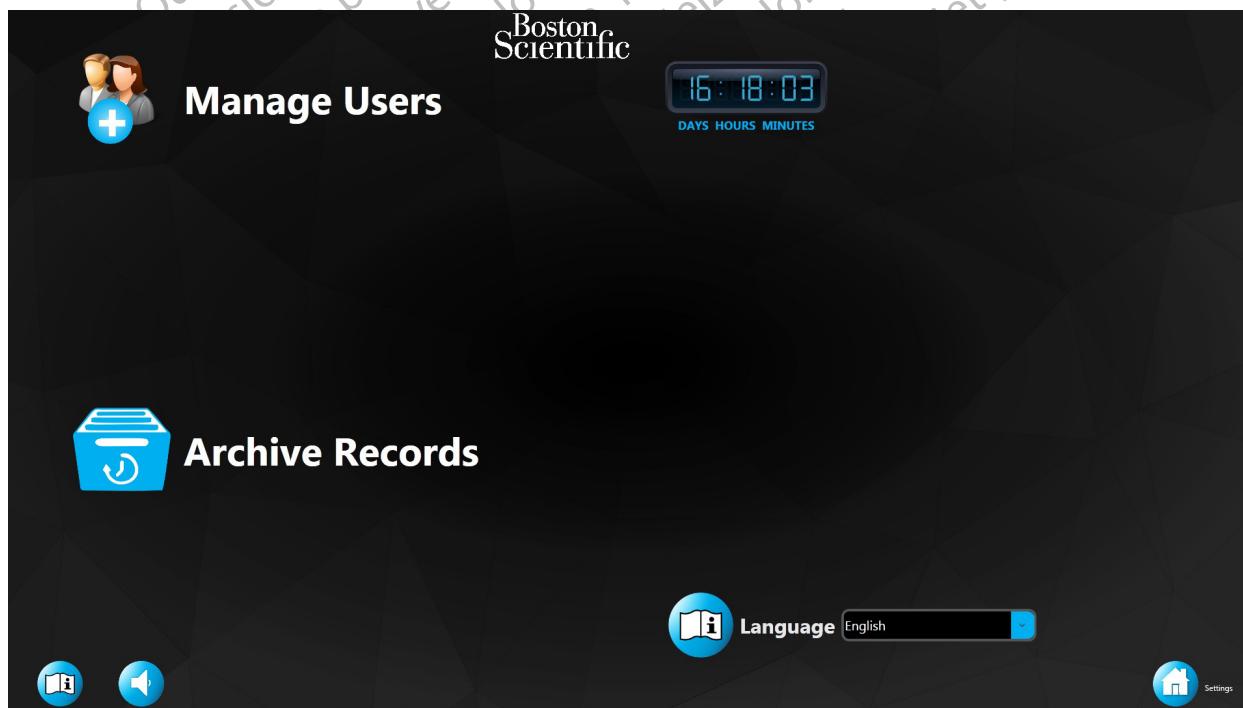 Boston
Scientific
Manage Users
16:18:03
DAYS HOURS MINUTES
Archive Records
Language English
Settings